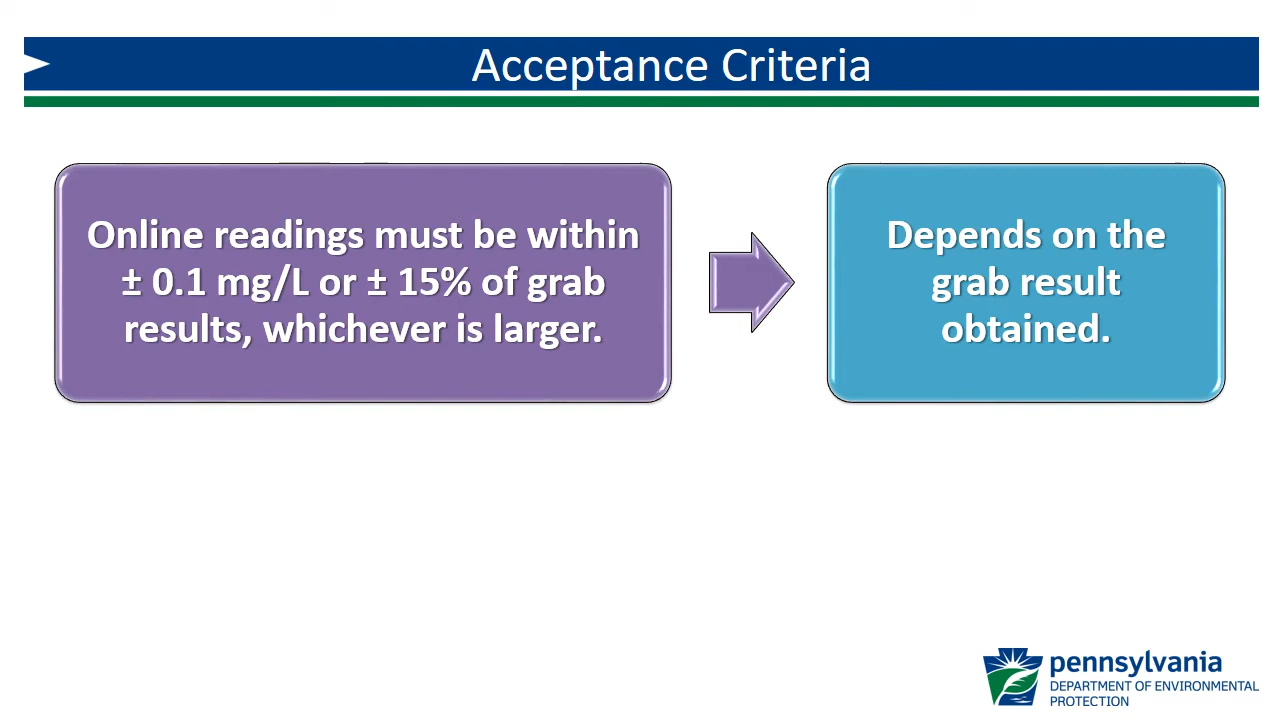 Acceptance Criteria
Online readings must be within
± 0.1 mg/L or ± 15% of grab
results, whichever is larger.
Depends on the
grab result
obtained.
pennsylvania
DEPARTMENT OF ENVIRONMENTAL
PROTECTION